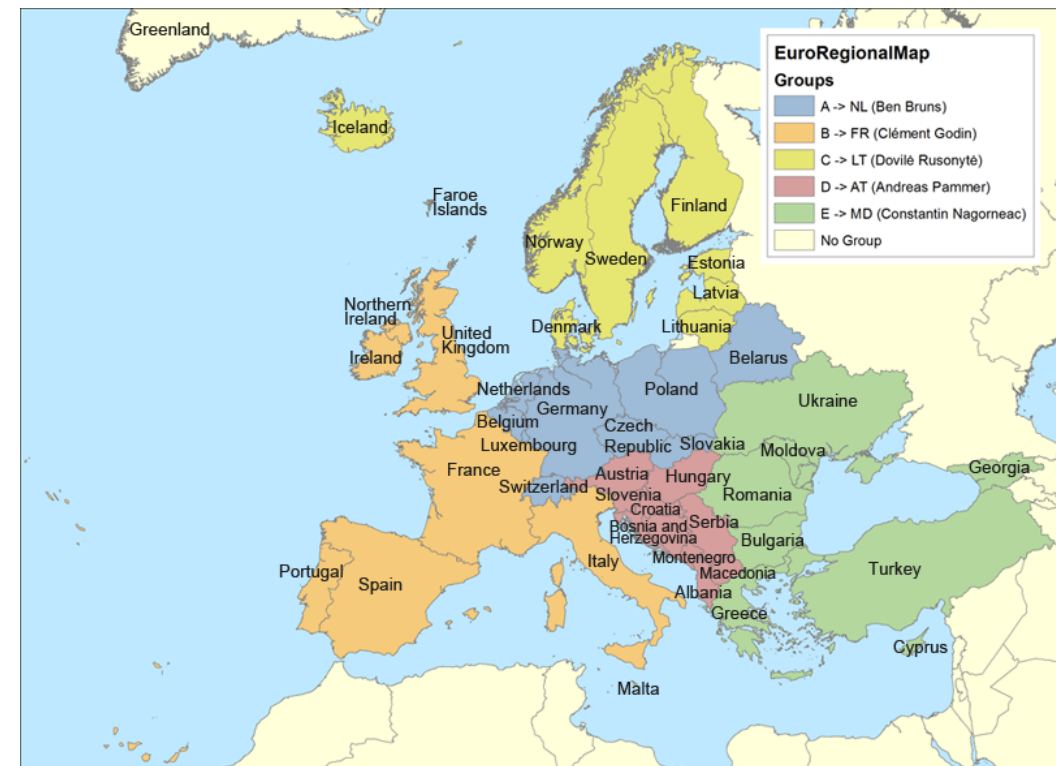 Greenland
EuroRegionalMap
Groups
A -> NL (Ben Bruns)
B -> FR (Clément Godin)
C -> LT (Dovilė Rusonytė)
D -> AT (Andreas Pammer)
E -> MD (Constantin Nagorneac)
No Group
Iceland
Faroe
Islands
Finland
Norway
Sweden
Estonia
Latvia
Lithuania
Denmark
Northern
Ireland
Ireland
United
Kingdom
Belarus
Netherlands
Germany
Poland
Belgium
Luxembourg
Czech
Republic
Slovakia
Ukraine
Moldova
France
Switzerland
Austria
Hungary
Slovenia
Croatia
Romania
Georgia
Bosnia and
Herzegovina
Serbia
Bulgaria
Montenegro
Italy
Macedonia
Albania
Greece
Turkey
Portugal
Spain
Cyprus
Malta